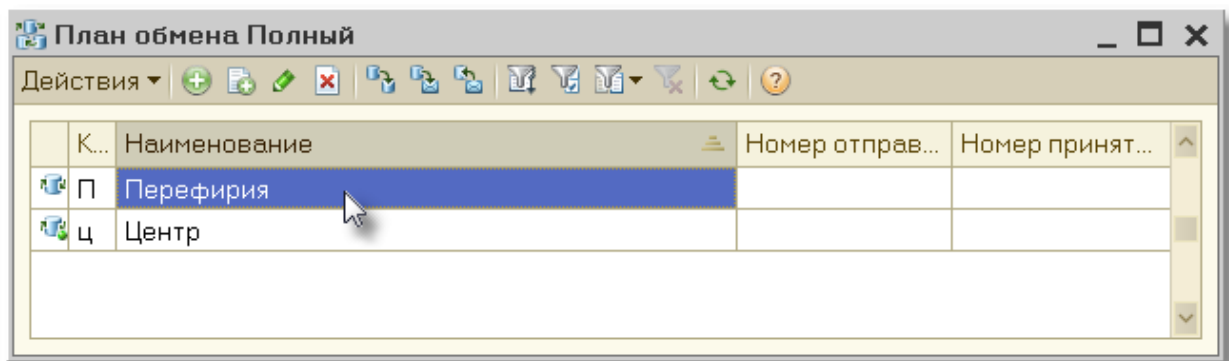 План обмена Полный
Действия
К... Наименование Номер отправ... Номер принят...
П Перефирия
ц Центр